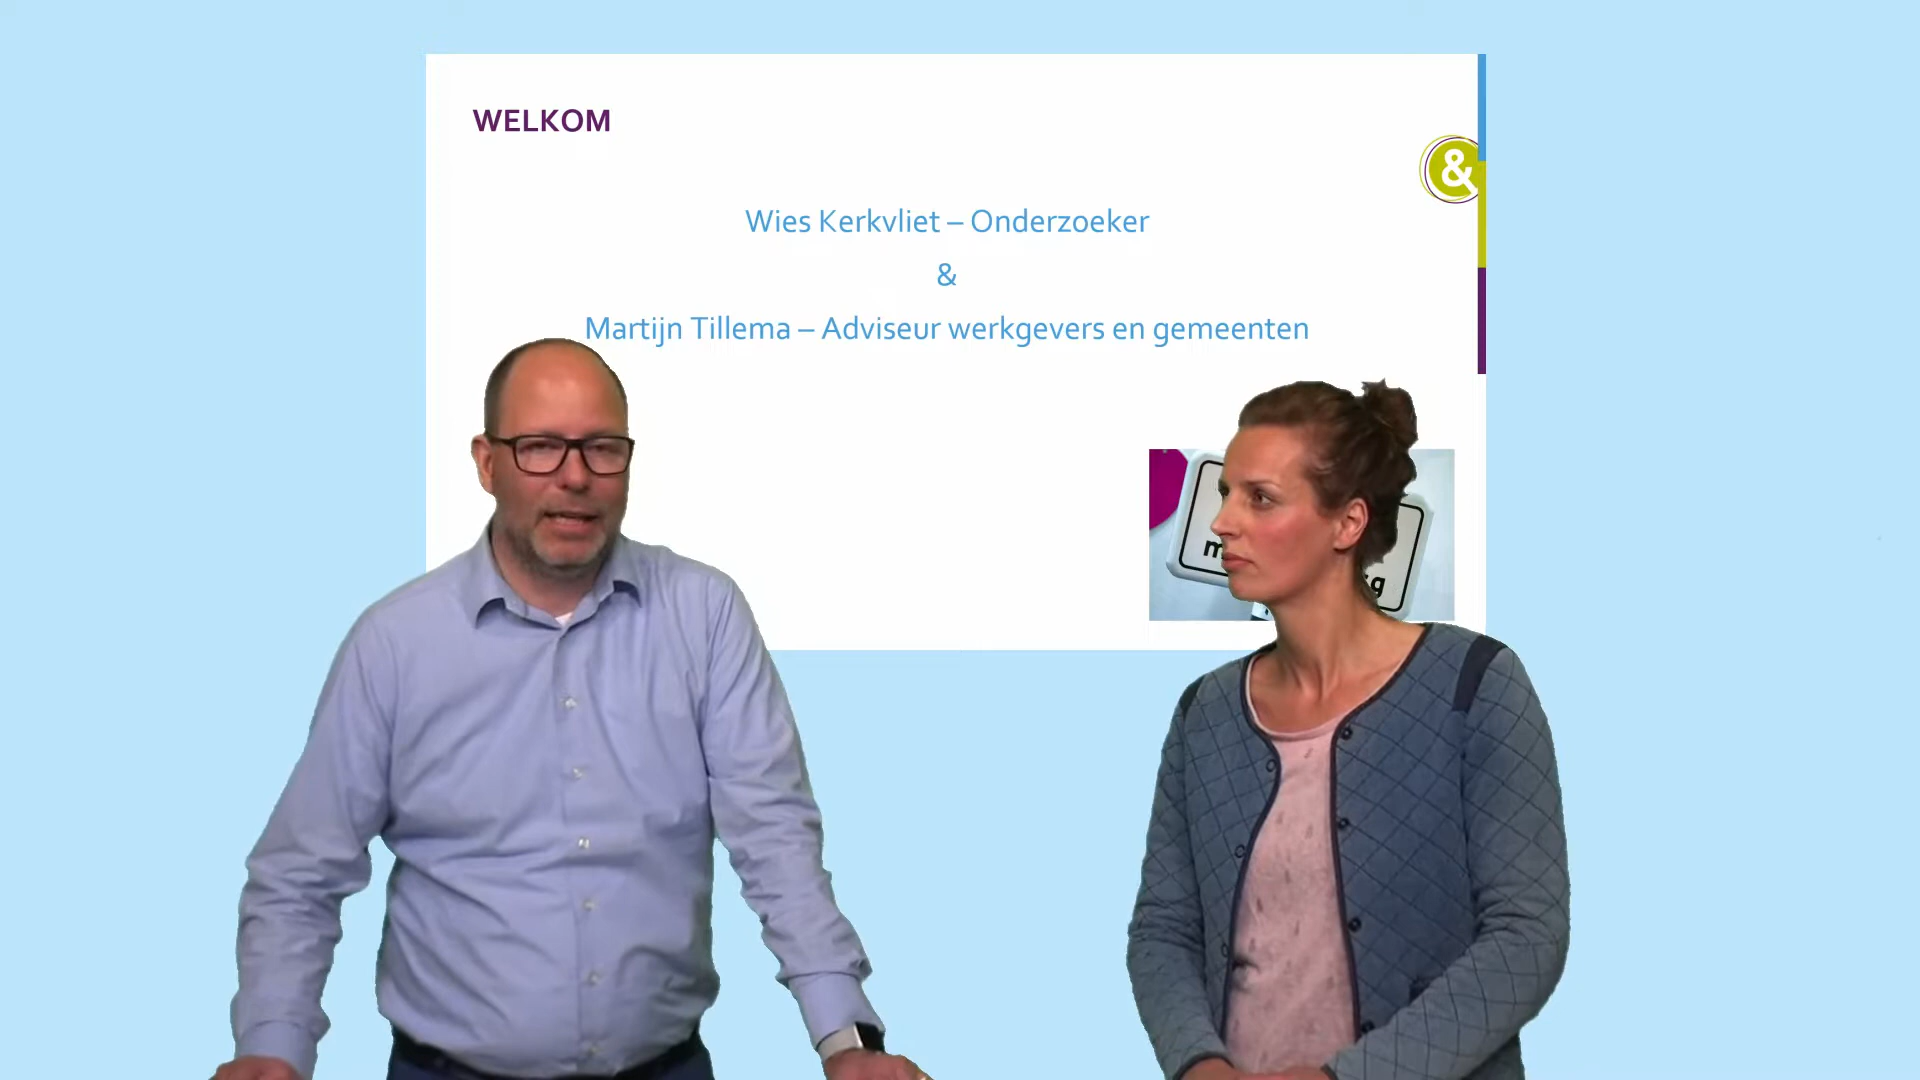 WELKOM
&
Wies Kerkvliet – Onderzoeker
&
Martijn Tillema – Adviseur werkgevers en gemeenten